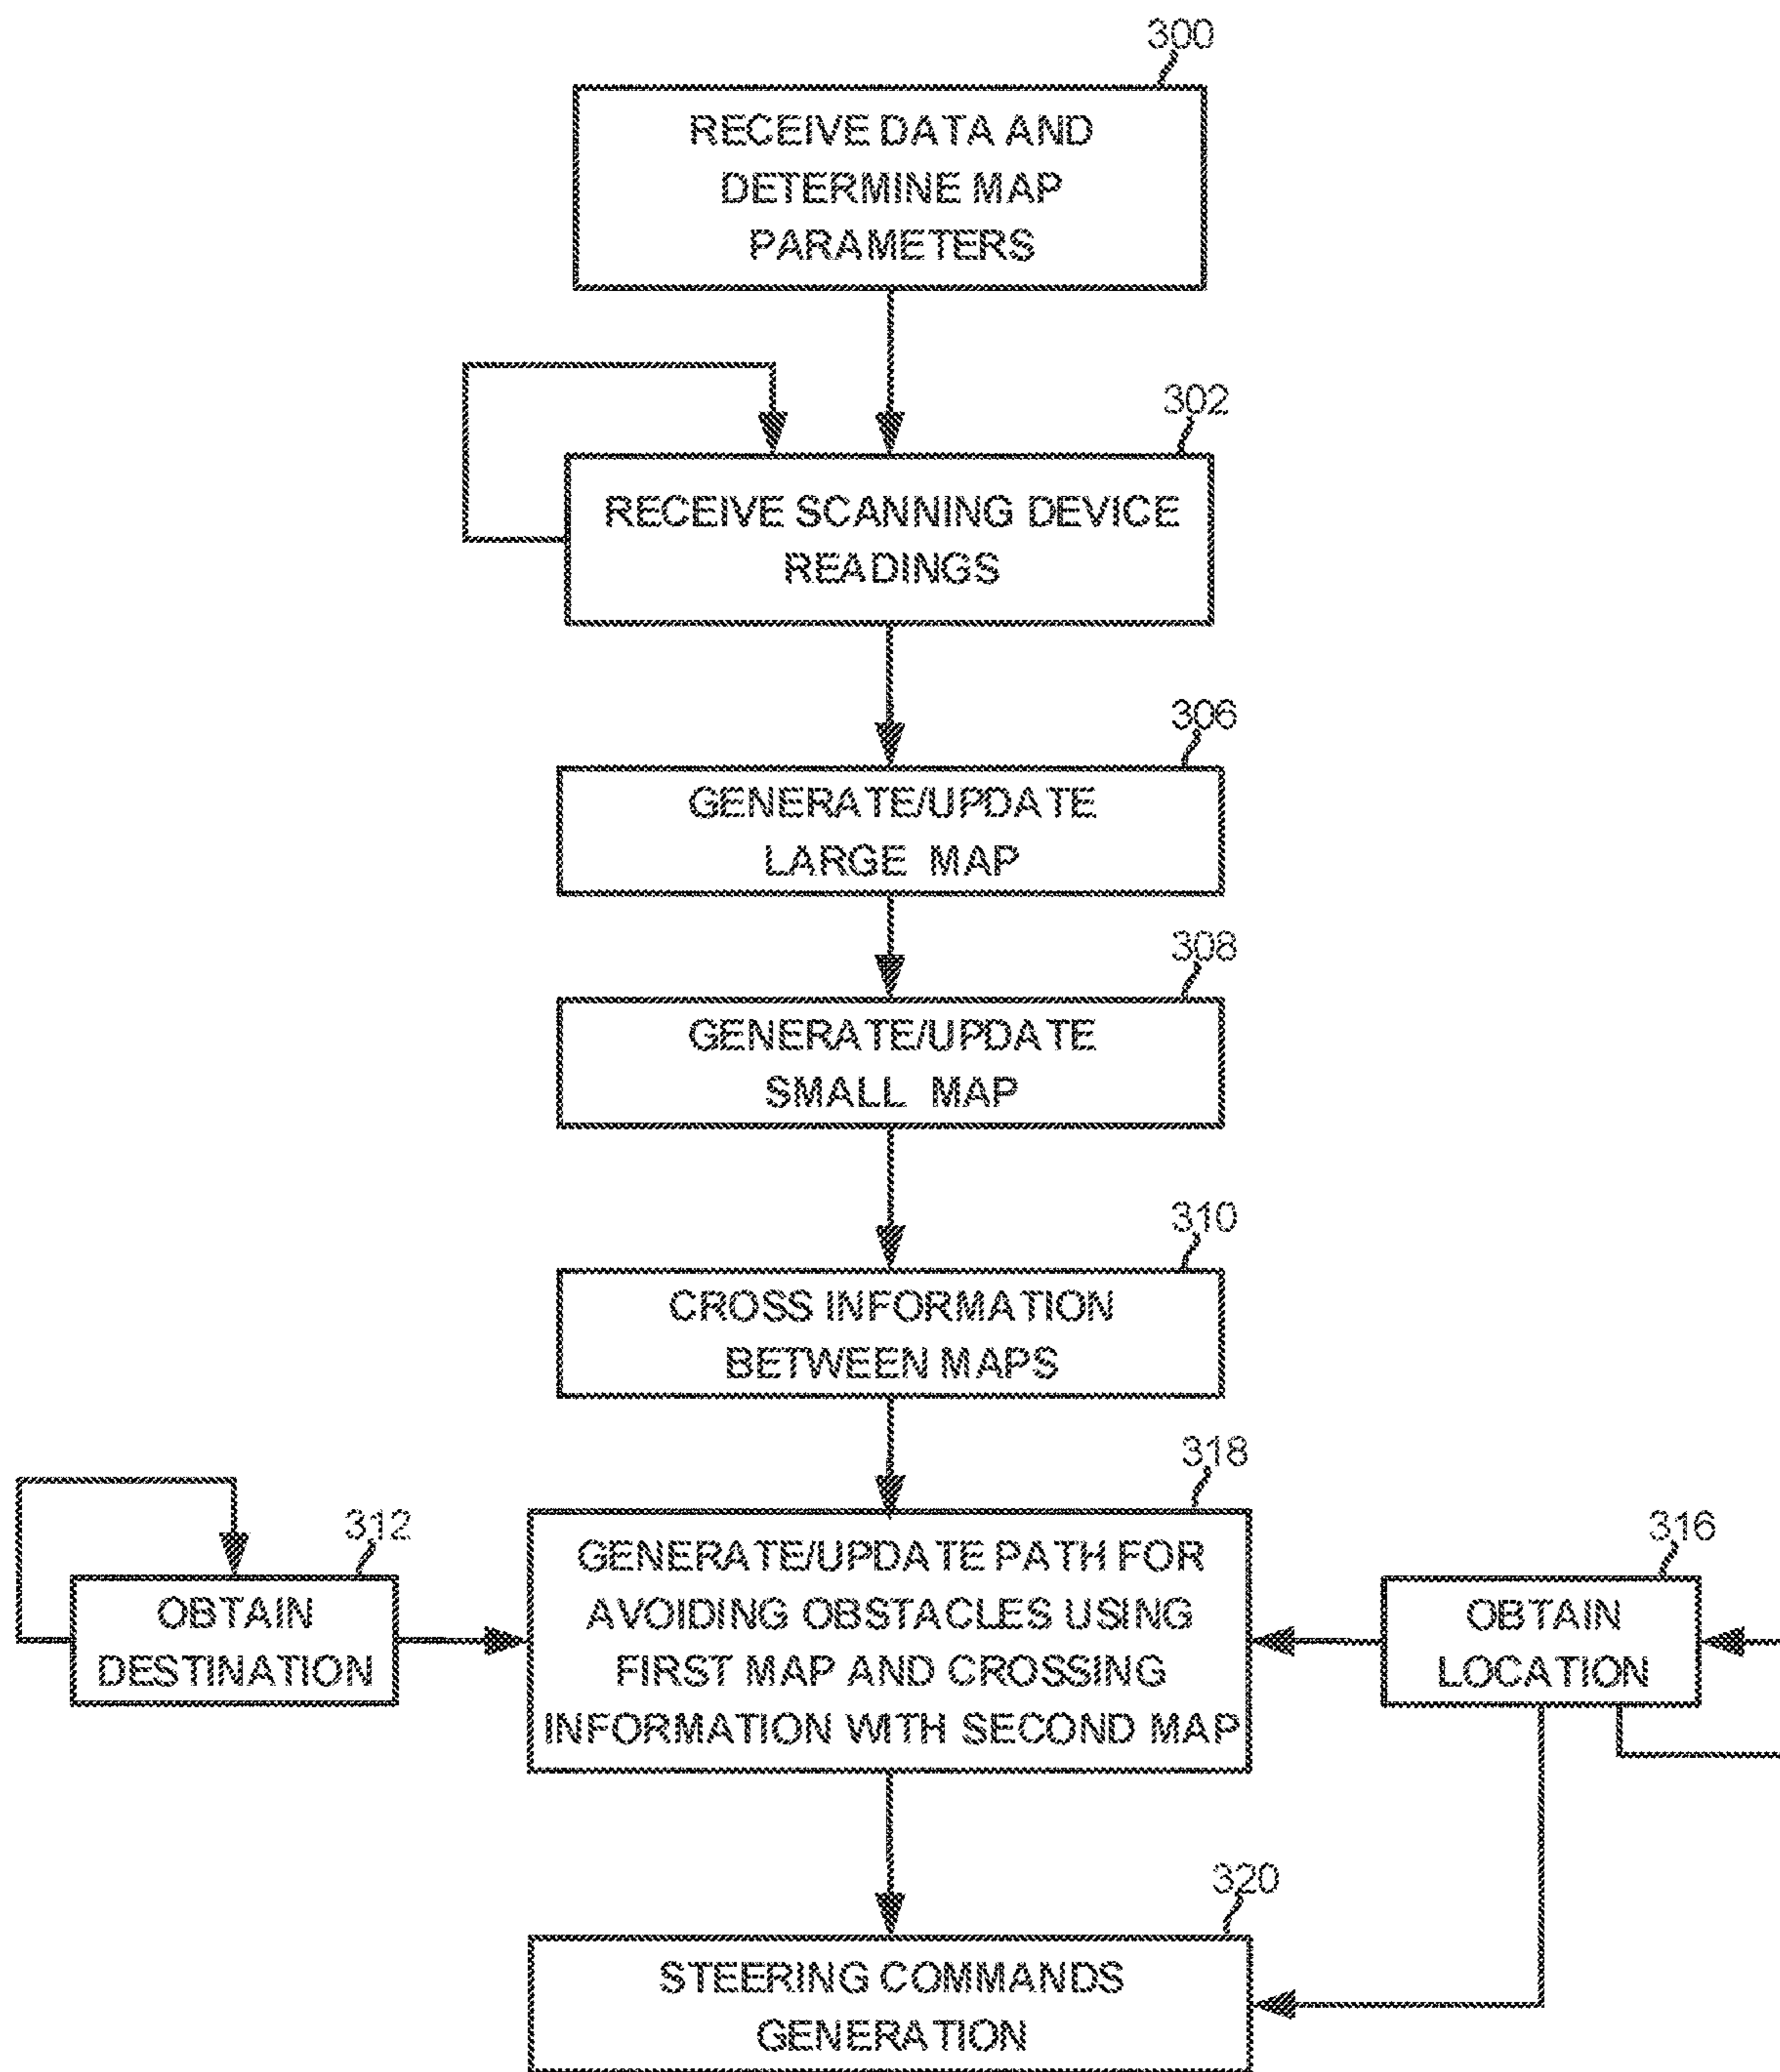 300
RECEIVE DATA AND
DETERMINE MAP
PARAMETERS
302
RECEIVE SCANNING DEVICE
READINGS
306
GENERATE/UPDATE
LARGE MAP
308
GENERATE/UPDATE
SMALL MAP
310
CROSS INFORMATION
BETWEEN MAPS
312
OBTAIN
DESTINATION
318
GENERATE/UPDATE PATH FOR
AVOIDING OBSTACLES USING
FIRST MAP AND CROSSING
INFORMATION WITH SECOND MAP
316
OBTAIN
LOCATION
320
STEERING COMMANDS
GENERATION